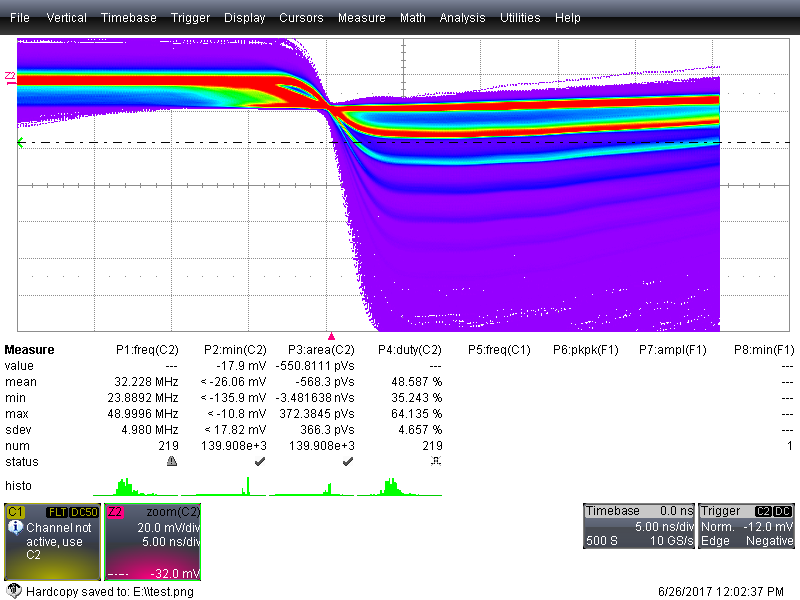 File Vertical Timebase Trigger Display Cursors Measure Math Analysis Utilities Help
Z2
Measure P1:freq(C2) P2:min(C2) P3:area(C2) P4:duty(C2) P5:freq(C1) P6:pkpk(F1) P7:ampl(F1) P8:min(F1)
value --- -17.9 mV -550.8111 pVs --- ---
mean 32.228 MHz < -26.06 mV -568.3 pVs 48.587 % ---
min 23.8892 MHz < -135.9 mV -3.481638 nVs 35.243 % ---
max 48.9996 MHz < -10.8 mV 372.3845 pVs 64.135 % ---
sdev 4.980 MHz < 17.82 mV 366.3 pVs 4.657 % ---
num 219 139.908e+3 139.908e+3 219 1
status
histo
C1 FLT DC50
Channel not
active, use
C2
Z2 zoom(C2)
20.0 mV/div
5.00 ns/div
-32.0 mV
Timebase 0.0 ns
5.00 ns/div
500 S 10 GS/s
Trigger C2 DC
Norm. -12.0 mV
Edge Negative
Hardcopy saved to: E:\test.png
6/26/2017 12:02:37 PM